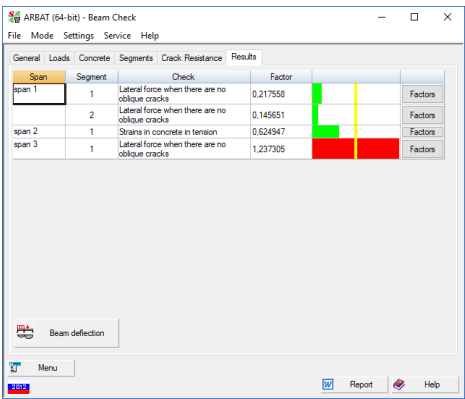 ARBAT (64-bit) - Beam Check
File Mode Settings Service Help
General Loads Concrete Segments Crack Resistance Results
Span Segment Check Factor
span 1 1 Lateral force when there are no oblique cracks 0,217558 Factors
2 Lateral force when there are no oblique cracks 0,145651 Factors
span 2 1 Strains in concrete in tension 0,624947 Factors
span 3 1 Lateral force when there are no oblique cracks 1,237305 Factors
Beam deflection
Menu
2012 W Report Help